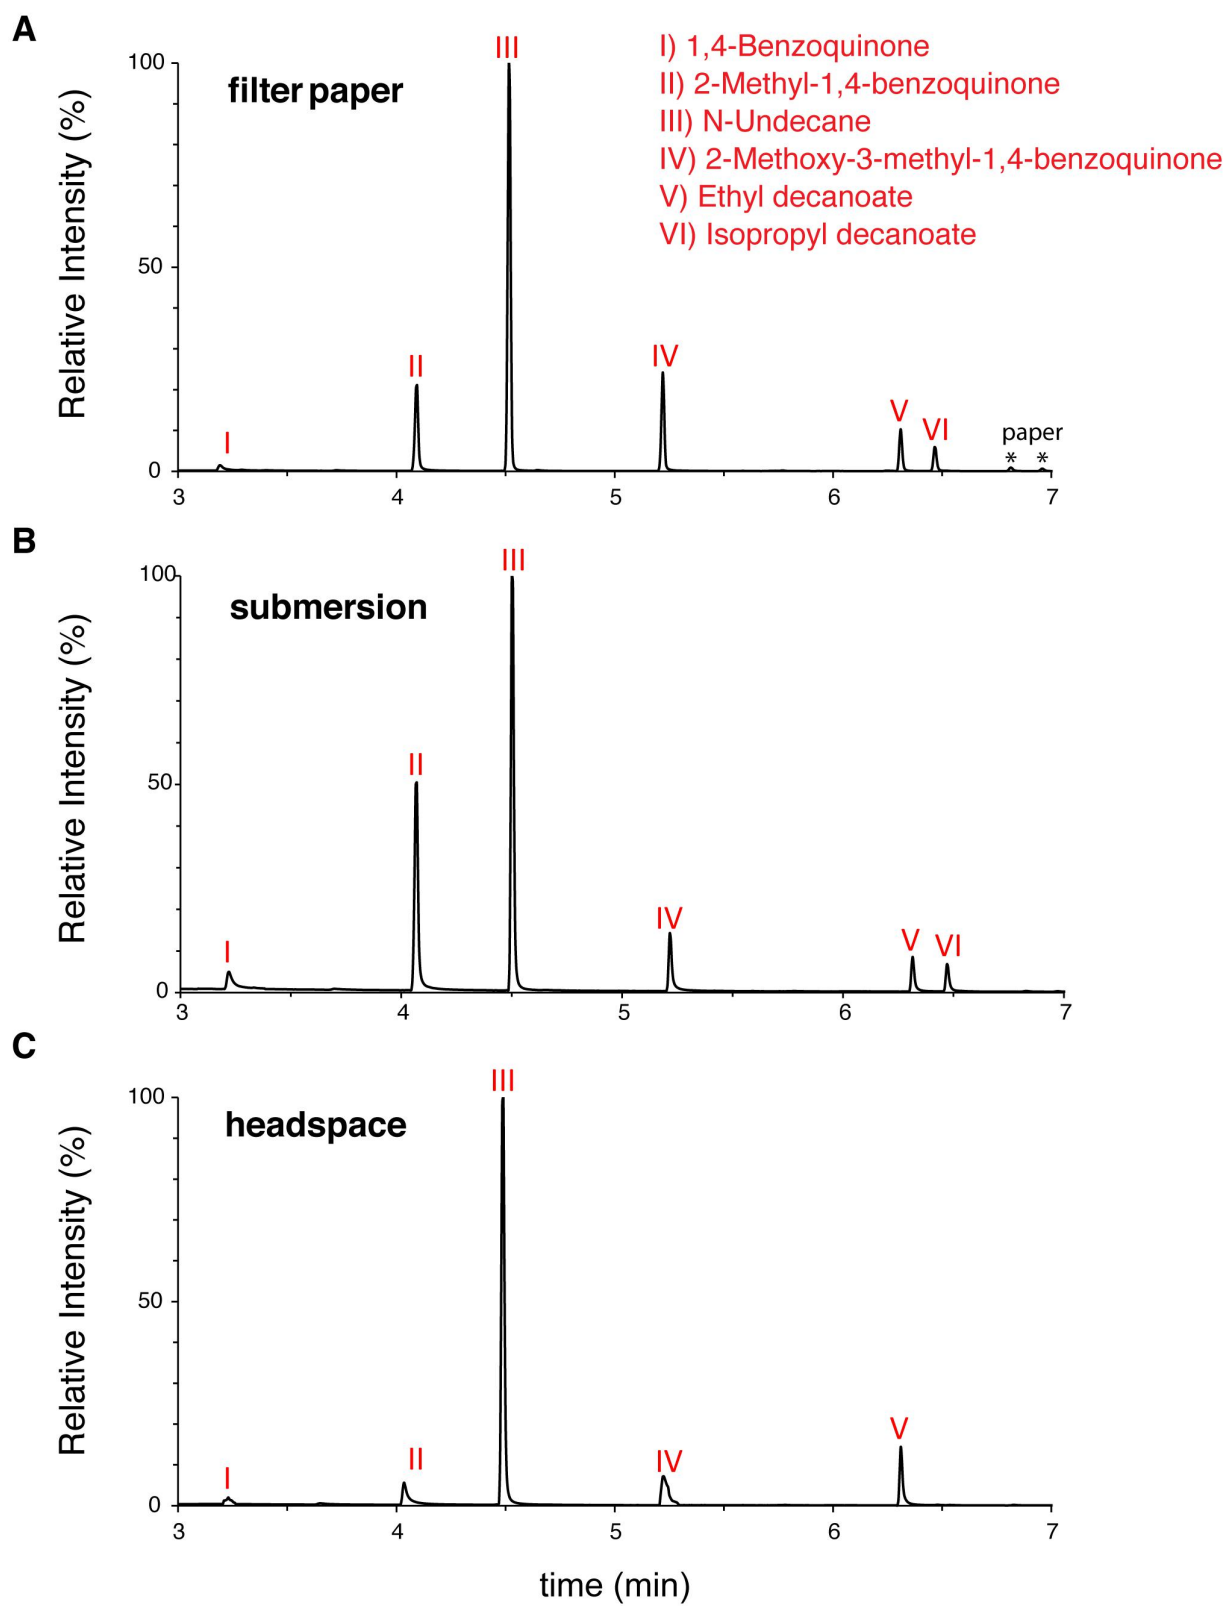 A
filter paper
Relative Intensity (%)
100
50
0
3
4
5
6
7
I
II
III
IV
V
VI
paper
* *
I) 1,4-Benzoquinone
II) 2-Methyl-1,4-benzoquinone
III) N-Undecane
IV) 2-Methoxy-3-methyl-1,4-benzoquinone
V) Ethyl decanoate
VI) Isopropyl decanoate
B
submersion
Relative Intensity (%)
100
50
0
3
4
5
6
7
I
II
III
IV
V
VI
C
headspace
Relative Intensity (%)
100
50
0
3
4
5
6
7
I
II
III
IV
V
time (min)